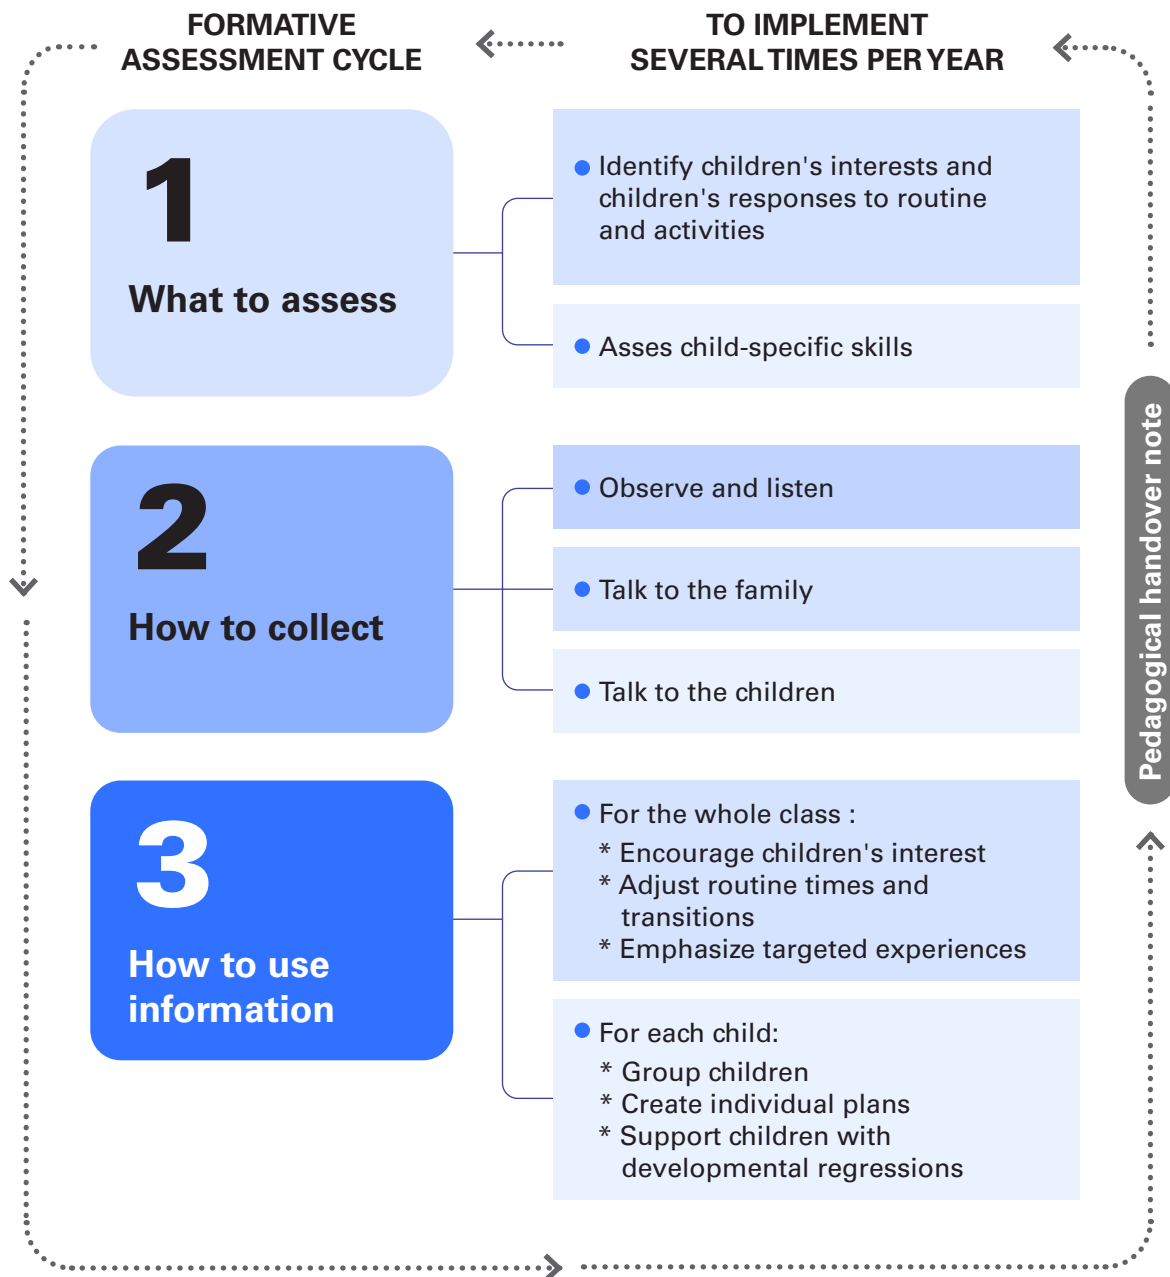 FORMATIVE
ASSESSMENT CYCLE
TO IMPLEMENT
SEVERAL TIMES PER YEAR
1
What to assess
Identify children's interests and
children's responses to routine
and activities
Asses child-specific skills
2
How to collect
Observe and listen
Talk to the family
Talk to the children
3
How to use
information
For the whole class :
* Encourage children's interest
* Adjust routine times and
transitions
* Emphasize targeted experiences
For each child:
* Group children
* Create individual plans
* Support children with
developmental regressions
Pedagogical handover note